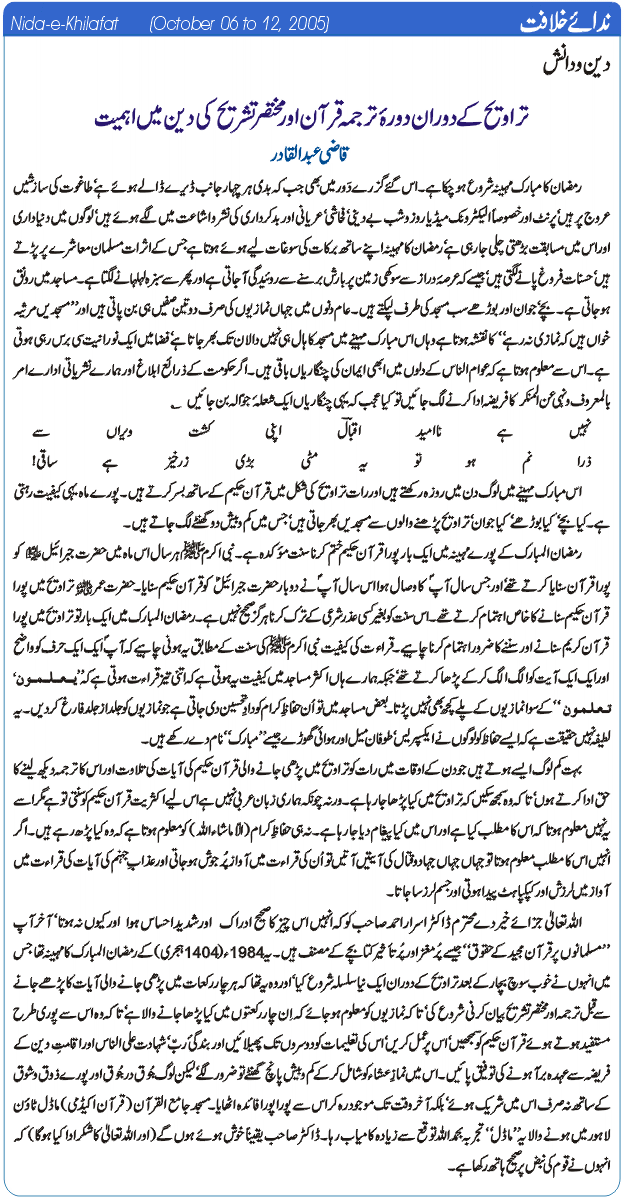 Nida-e-Khilafat (October 06 to 12, 2005) ندائے خلافت
دین و دانش
تراویح کے دوران دورۂ ترجمہ قرآن اور مختصر تشریح کی دین میں اہمیت
قاضی عبدالقادر
رمضان کا مبارک مہینہ شروع ہو چکا ہے۔ اس گئے گزرے دور میں بھی جب کہ بدی ہر چہار جانب ڈیرے ڈالے ہوئے ہے' طاغوت کی سازشیں
عروج پر ہیں' پرنٹ اور خصوصاً الیکٹرونک میڈیا روز و شب بے دینی' فحاشی' عریانی اور بدکرداری کی نشر و اشاعت میں لگے ہوئے ہیں' لوگوں میں دنیاداری
اور اس میں مسابقت بڑھتی چلی جا رہی ہے' رمضان کا مہینہ اپنے ساتھ برکات کی سوغات لیے ہوئے ہوتا ہے جس کے اثرات مسلمان معاشرے پر پڑتے
ہیں' حسنات فروغ پانے لگتی ہیں' جیسے کہ عرصۂ دراز سے سوکھی زمین پر بارش برسنے سے روئیدگی آ جاتی ہے اور پھر سبزہ لہلہانے لگتا ہے۔ مساجد میں رونق
ہو جاتی ہے۔ بچے' جوان اور بوڑھے سب مسجد کی طرف لپکتے ہیں۔ عام دنوں میں جہاں نمازیوں کی صرف دو تین صفیں ہی بن پاتی ہیں اور ''مسجدیں مرثیہ
خواں ہیں کہ نمازی نہ رہے'' کا نقشہ ہوتا ہے وہاں اس مبارک مہینے میں مسجد کا ہال ہی نہیں دالان تک بھر جاتا ہے' فضا میں ایک نورانیت سی برس رہی ہوتی
ہے۔ اس سے معلوم ہوتا ہے کہ عوام الناس کے دلوں میں ابھی ایمان کی چنگاریاں باقی ہیں۔ اگر حکومت کے ذرائع ابلاغ اور ہمارے نشریاتی ادارے امر
بالمعروف و نہی عن المنکر کا فریضہ ادا کرنے لگ جائیں تو کیا عجب کہ یہی چنگاریاں ایک شعلۂ جوالہ بن جائیں ؎
نہیں ہے ناامید اقبالؔ اپنی کشت ویراں سے
ذرا نم ہو تو یہ مٹی بڑی زرخیز ہے ساقی!
اس مبارک مہینے میں لوگ دن میں روزہ رکھتے ہیں اور رات تراویح کی شکل میں قرآن حکیم کے ساتھ بسر کرتے ہیں۔ پورے ماہ یہی کیفیت رہتی
ہے۔ کیا بچے' کیا بوڑھے' کیا جوان' تراویح پڑھنے والوں سے مسجدیں بھر جاتی ہیں' جس میں کم و بیش دو گھنٹے لگ جاتے ہیں۔
رمضان المبارک کے پورے مہینہ میں ایک بار پورا قرآن حکیم ختم کرنا سنت مؤکدہ ہے۔ نبی اکرم ﷺ ہر سال اس ماہ میں حضرت جبرائیل علیہ السلام کو
پورا قرآن سنایا کرتے تھے' اور جس سال آپؐ کا وصال ہوا اس سال آپؐ نے دو بار حضرت جبرائیلؑ کو قرآن حکیم سنایا۔ حضرت عمرؓ تراویح میں پورا
قرآن حکیم سنانے کا خاص اہتمام کرتے تھے۔ اس سنت کو بغیر کسی عذر شرعی کے ترک کرنا ہرگز صحیح نہیں ہے۔ رمضان المبارک میں ایک بار تو تراویح میں پورا
قرآن کریم سنانے اور سننے کا ضرور اہتمام کرنا چاہیے۔ قراءت کی کیفیت نبی اکرم ﷺ کی سنت کے مطابق یہ ہونی چاہیے کہ آپؐ ایک ایک حرف کو واضح
اور ایک ایک آیت کو الگ الگ کر کے پڑھا کرتے تھے' جبکہ ہمارے ہاں اکثر مساجد میں کیفیت یہ ہوتی ہے کہ اتنی تیز قراءت ہوتی ہے کہ ''یعلمون'
تعلمون'' کے سوا نمازیوں کے پلے کچھ بھی نہیں پڑتا۔ بعض مساجد میں تو اُن حفاظِ کرام کو دادِ تحسین دی جاتی ہے جو نمازیوں کو جلد از جلد فارغ کر دیں۔ یہ
لطیفہ نہیں حقیقت ہے کہ ایسے حفاظ کو لوگوں نے ایکسپریس' طوفان میل اور ہوائی گھوڑے جیسے ''مبارک'' نام دے رکھے ہیں۔
بہت کم لوگ ایسے ہوتے ہیں جو دن کے اوقات میں رات کو تراویح میں پڑھی جانے والی قرآن حکیم کی آیات کی تلاوت اور اس کا ترجمہ دیکھ لینے کا
حق ادا کرتے ہوں' تاکہ وہ سمجھ سکیں کہ تراویح میں کیا پڑھا جا رہا ہے۔ ورنہ چونکہ ہماری زبان عربی نہیں ہے اس لیے اکثریت قرآن حکیم کو سنتی تو ہے مگر اسے
یہ نہیں معلوم ہوتا کہ اس کا مطلب کیا ہے اور اس میں کیا پیغام دیا جا رہا ہے۔ نہ ہی حفاظِ کرام (الّا ماشاءاللہ) کو معلوم ہوتا ہے کہ وہ کیا پڑھ رہے ہیں۔ اگر
انہیں اس کا مطلب معلوم ہوتا تو جہاں جہاں جہاد و قتال کی آیتیں آتیں تو اُن کی قراءت میں آواز پُر جوش ہو جاتی اور عذابِ جہنم کی آیات کی قراءت میں
آواز میں لرزش اور کپکپاہٹ پیدا ہوتی اور جسم لرز سا جاتا۔
اللہ تعالیٰ جزائے خیر دے محترم ڈاکٹر اسرار احمد صاحب کو کہ انہیں اس چیز کا صحیح ادراک اور شدید احساس ہوا اور کیوں نہ ہوتا' آخر آپ
''مسلمانوں پر قرآن مجید کے حقوق'' جیسے پُر مغز اور پُر تاثیر کتابچے کے مصنف ہیں۔ یہ 1984ء (1404 ہجری) کے رمضان المبارک کا مہینہ تھا جس
میں انہوں نے خوب سوچ بچار کے بعد تراویح کے دوران ایک نیا سلسلہ شروع کیا' اور وہ یہ تھا کہ ہر چار رکعات میں پڑھی جانے والی آیات کا پڑھے جانے
سے قبل ترجمہ اور مختصر تشریح بیان کرنی شروع کی' تاکہ نمازیوں کو معلوم ہو جائے کہ اِن چار رکعتوں میں کیا پڑھا جانے والا ہے' تاکہ وہ اس سے پوری طرح
مستفید ہوتے ہوئے قرآن حکیم کو سمجھیں' اس پر عمل کریں' اس کی تعلیمات کو دوسروں تک پھیلائیں اور بندگیٔ ربّ' شہادت علی الناس اور اقامتِ دین کے
فریضہ سے عہدہ برآ ہونے کی توفیق پائیں۔ اس میں نمازِ عشاء کو شامل کر کے کم و بیش پانچ گھنٹے تو ضرور لگے' لیکن لوگ جوق در جوق اور پورے ذوق و شوق
کے ساتھ نہ صرف اس میں شریک ہوئے' بلکہ آخر وقت تک موجود رہ کر اس سے پورا پورا فائدہ اٹھایا۔ مسجد جامع القرآن (قرآن اکیڈمی) ماڈل ٹاؤن
لاہور میں ہونے والا یہ ''ماڈل'' تجربہ بحمداللہ توقع سے زیادہ کامیاب رہا۔ ڈاکٹر صاحب یقیناً خوش ہوئے ہوں گے (اور اللہ تعالیٰ کا شکر ادا کیا ہوگا) کہ
انہوں نے قوم کی نبض پر صحیح ہاتھ رکھا ہے۔